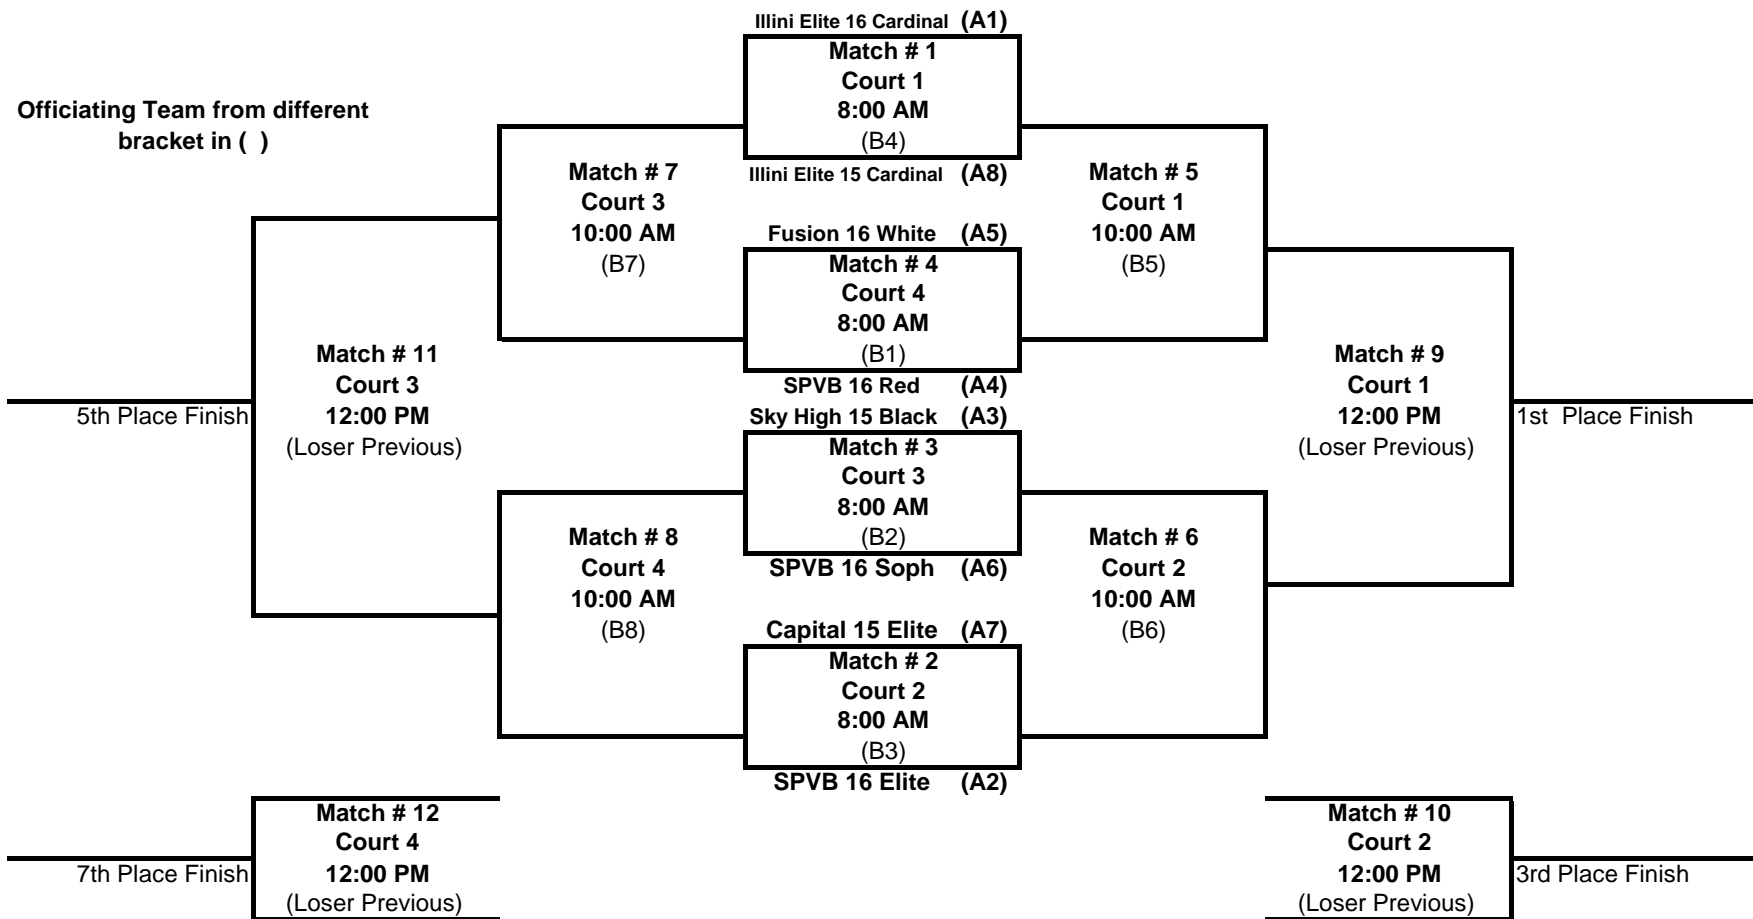 Illini Elite 16 Cardinal (A1)
Match # 1
Court 1
8:00 AM
(B4)
Illini Elite 15 Cardinal (A8)
Officiating Team from different
bracket in (  )
Match # 7
Court 3
10:00 AM
(B7)
Match # 5
Court 1
10:00 AM
(B5)
Fusion 16 White (A5)
Match # 4
Court 4
8:00 AM
(B1)
SPVB 16 Red (A4)
Match # 11
Court 3
12:00 PM
(Loser Previous)
5th Place Finish
Match # 9
Court 1
12:00 PM
(Loser Previous)
1st  Place Finish
Sky High 15 Black (A3)
Match # 3
Court 3
8:00 AM
(B2)
SPVB 16 Soph (A6)
Match # 8
Court 4
10:00 AM
(B8)
Match # 6
Court 2
10:00 AM
(B6)
Capital 15 Elite (A7)
Match # 2
Court 2
8:00 AM
(B3)
SPVB 16 Elite (A2)
Match # 12
Court 4
12:00 PM
(Loser Previous)
7th Place Finish
Match # 10
Court 2
12:00 PM
(Loser Previous)
3rd Place Finish